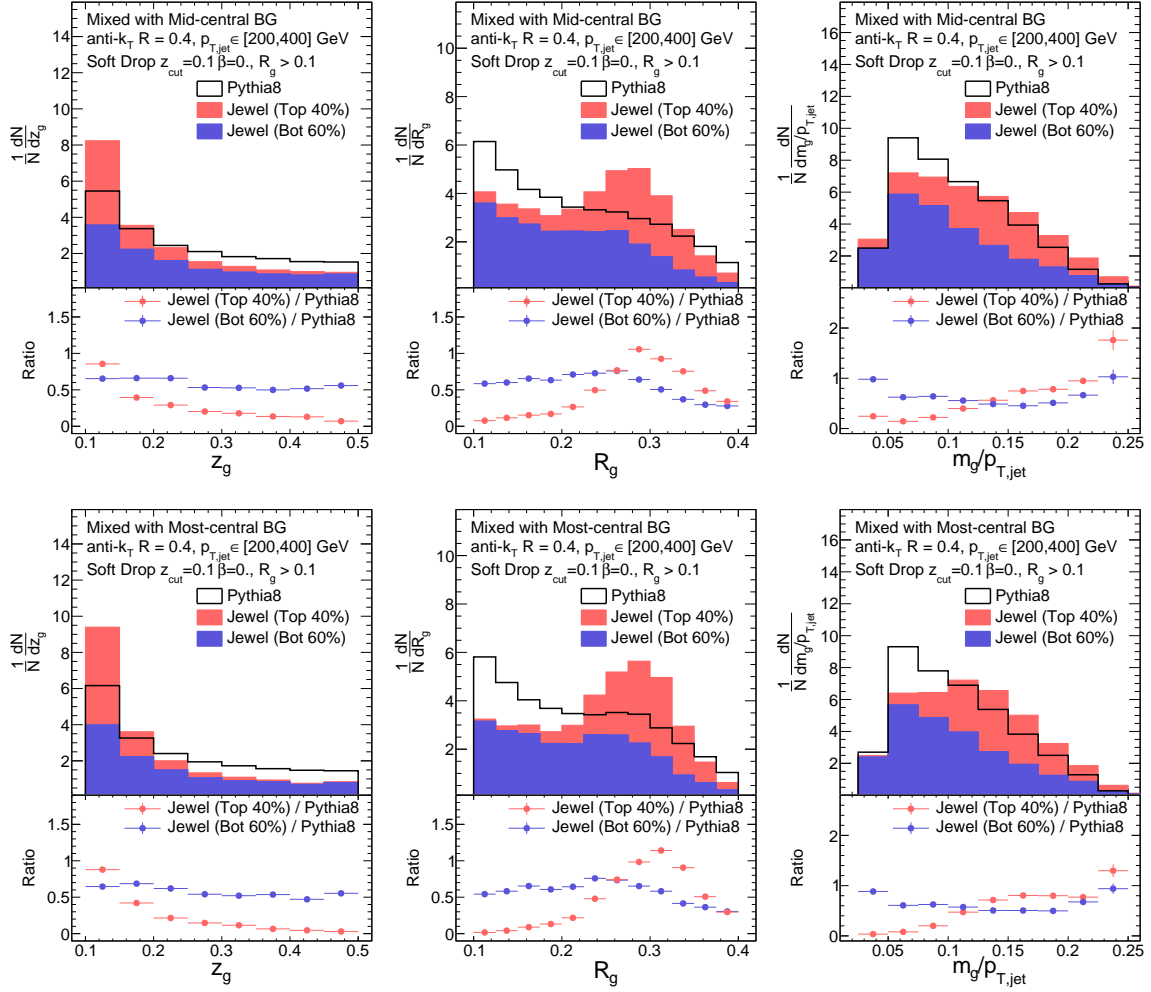 Mixed with Mid-central BG
anti-k_T R = 0.4, p_T,jet ∈ [200,400] GeV
Soft Drop z_cut=0.1 β=0., R_g > 0.1
Pythia8
Jewel (Top 40%)
Jewel (Bot 60%)
1/N dN/dz_g
16
14
12
10
8
6
4
2
Jewel (Top 40%) / Pythia8
Jewel (Bot 60%) / Pythia8
Ratio
1.5
1
0.5
0
0.1 0.2 0.3 0.4 0.5
z_g
Mixed with Mid-central BG
anti-k_T R = 0.4, p_T,jet ∈ [200,400] GeV
Soft Drop z_cut=0.1 β=0., R_g > 0.1
Pythia8
Jewel (Top 40%)
Jewel (Bot 60%)
1/N dN/dR_g
10
8
6
4
2
Jewel (Top 40%) / Pythia8
Jewel (Bot 60%) / Pythia8
Ratio
1.5
1
0.5
0
0.1 0.2 0.3 0.4
R_g
Mixed with Mid-central BG
anti-k_T R = 0.4, p_T,jet ∈ [200,400] GeV
Soft Drop z_cut=0.1 β=0., R_g > 0.1
Pythia8
Jewel (Top 40%)
Jewel (Bot 60%)
1/N dN/dm_g/p_T,jet
16
14
12
10
8
6
4
2
Jewel (Top 40%) / Pythia8
Jewel (Bot 60%) / Pythia8
Ratio
2
1
0
0.05 0.1 0.15 0.2 0.25
m_g/p_T,jet
Mixed with Most-central BG
anti-k_T R = 0.4, p_T,jet ∈ [200,400] GeV
Soft Drop z_cut=0.1 β=0., R_g > 0.1
Pythia8
Jewel (Top 40%)
Jewel (Bot 60%)
1/N dN/dz_g
14
12
10
8
6
4
2
Jewel (Top 40%) / Pythia8
Jewel (Bot 60%) / Pythia8
Ratio
1.5
1
0.5
0
0.1 0.2 0.3 0.4 0.5
z_g
Mixed with Most-central BG
anti-k_T R = 0.4, p_T,jet ∈ [200,400] GeV
Soft Drop z_cut=0.1 β=0., R_g > 0.1
Pythia8
Jewel (Top 40%)
Jewel (Bot 60%)
1/N dN/dR_g
10
8
6
4
2
Jewel (Top 40%) / Pythia8
Jewel (Bot 60%) / Pythia8
Ratio
1.5
1
0.5
0
0.1 0.2 0.3 0.4
R_g
Mixed with Most-central BG
anti-k_T R = 0.4, p_T,jet ∈ [200,400] GeV
Soft Drop z_cut=0.1 β=0., R_g > 0.1
Pythia8
Jewel (Top 40%)
Jewel (Bot 60%)
1/N dN/dm_g/p_T,jet
16
14
12
10
8
6
4
2
Jewel (Top 40%) / Pythia8
Jewel (Bot 60%) / Pythia8
Ratio
2
1
0
0.05 0.1 0.15 0.2 0.25
m_g/p_T,jet